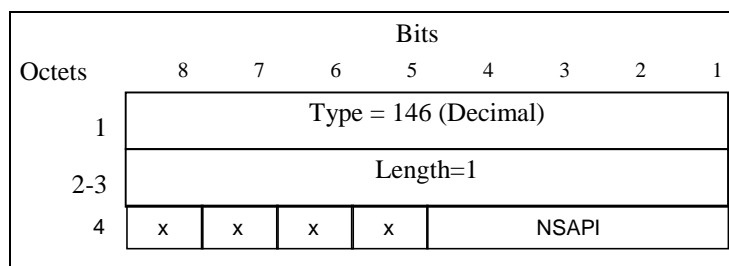 Bits
Octets 8 7 6 5 4 3 2 1
1 Type = 146 (Decimal)
2-3 Length=1
4 x x x x NSAPI